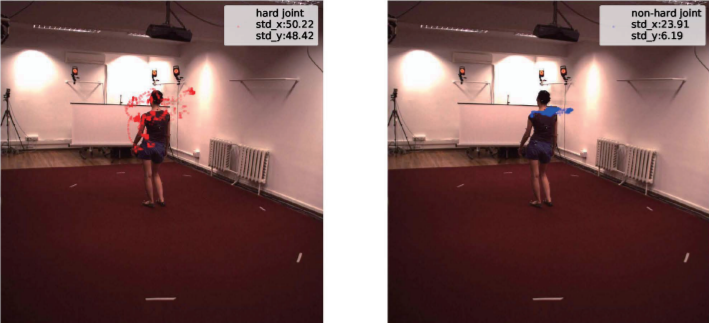 hard joint
std_x:50.22
std_y:48.42
non-hard joint
std_x:23.91
std_y:6.19